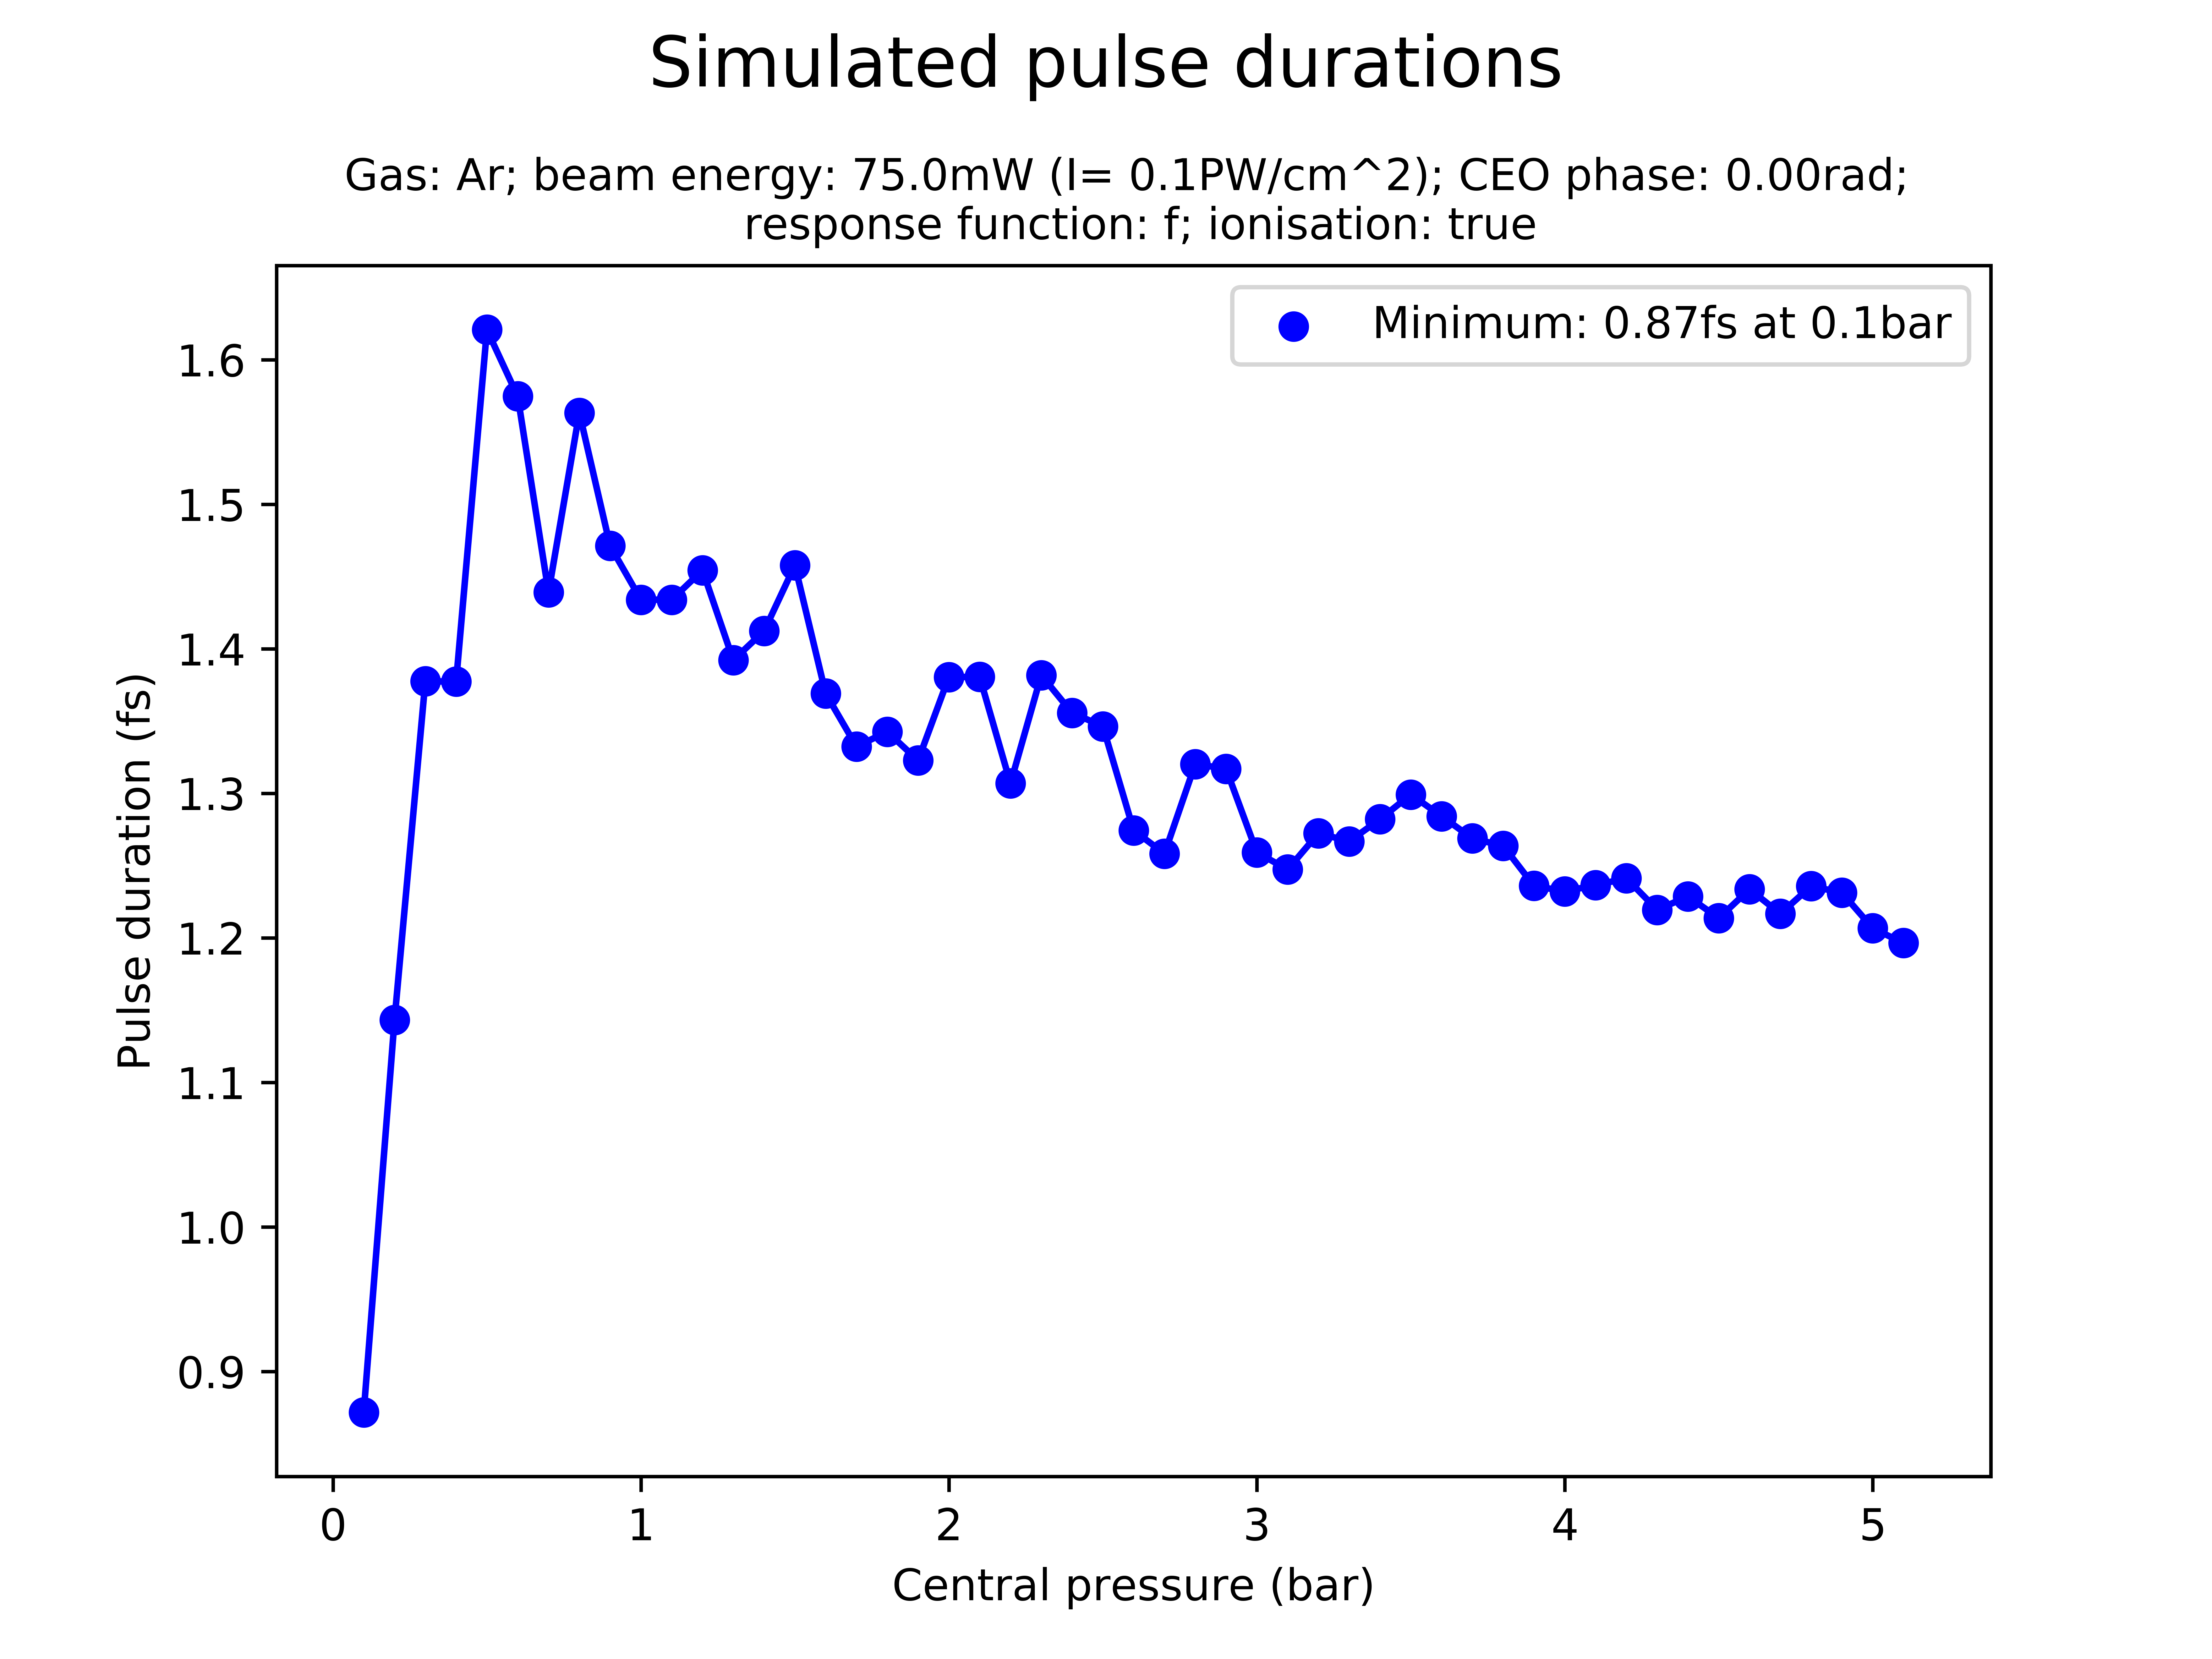 Simulated pulse durations
Gas: Ar; beam energy: 75.0mW (I= 0.1PW/cm^2); CEO phase: 0.00rad;
response function: f; ionisation: true
Minimum: 0.87fs at 0.1bar
Pulse duration (fs)
1.6
1.5
1.4
1.3
1.2
1.1
1.0
0.9
0 1 2 3 4 5
Central pressure (bar)